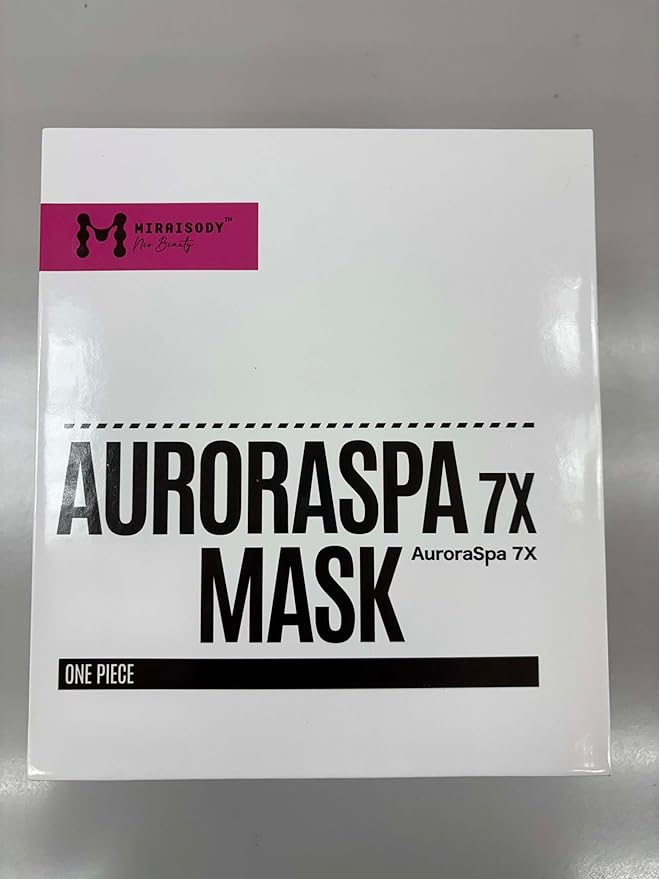 MIRAISODY™
Neo Beauty
AURORASPA 7X
AuroraSpa 7X
MASK
ONE PIECE